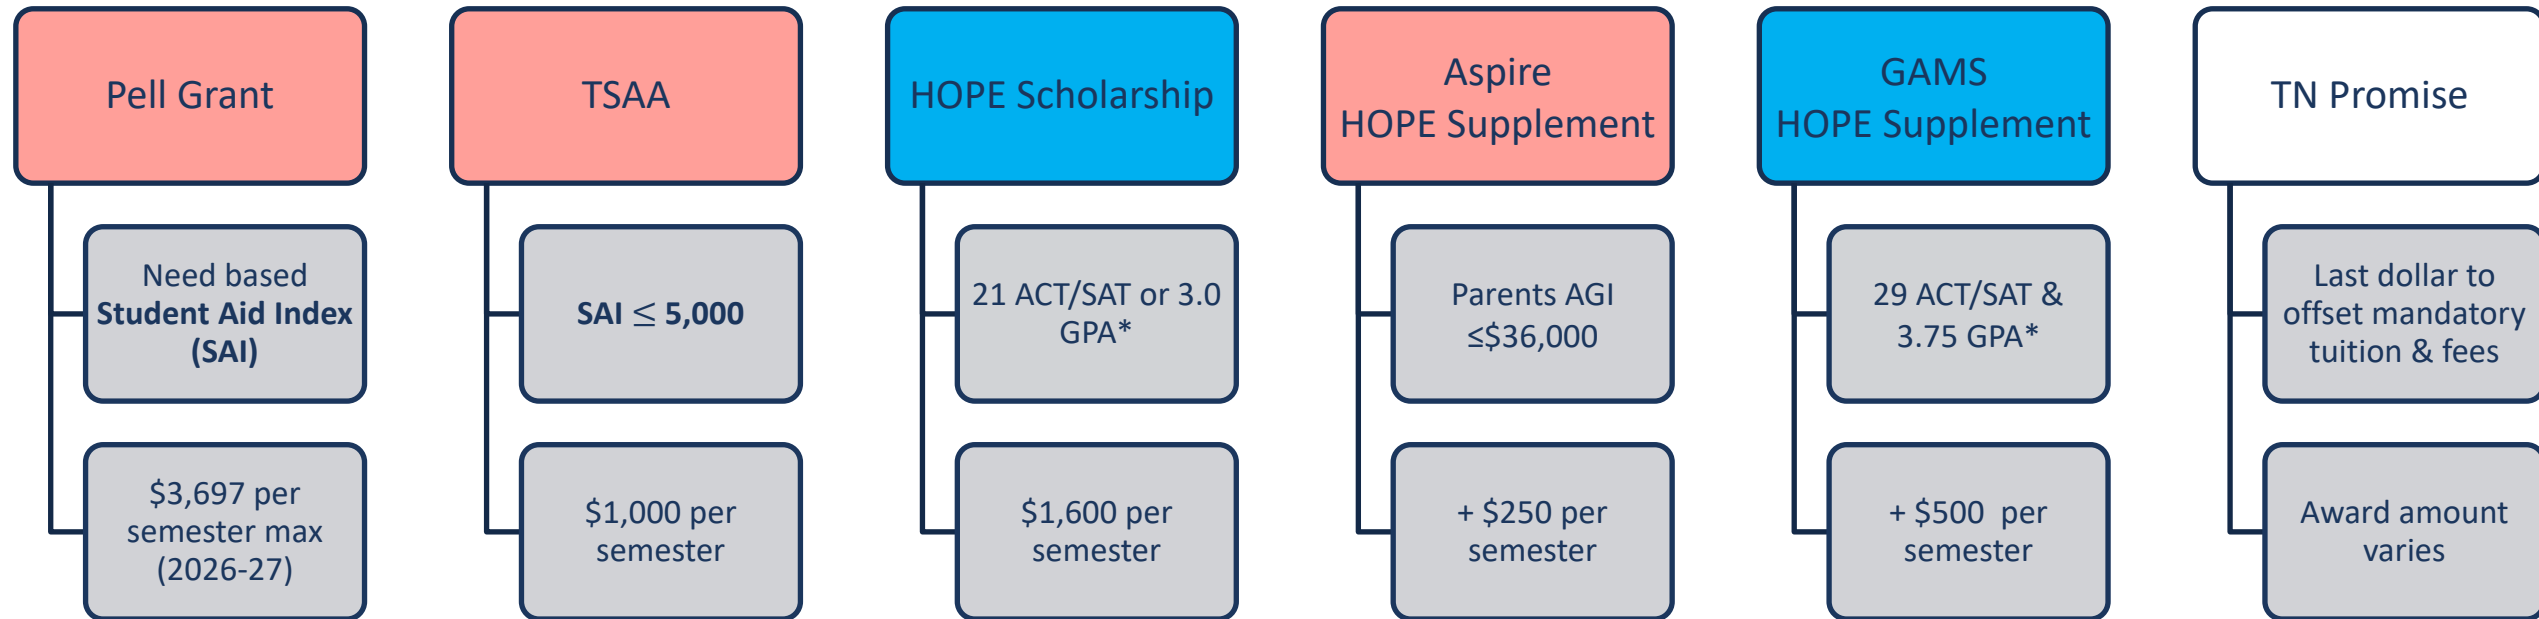 Pell Grant
Need based
Student Aid Index
(SAI)
$3,697 per
semester max
(2026-27)
TSAA
SAI ≤ 5,000
$1,000 per
semester
HOPE Scholarship
21 ACT/SAT or 3.0
GPA*
$1,600 per
semester
Aspire
HOPE Supplement
Parents AGI
≤$36,000
+ $250 per
semester
GAMS
HOPE Supplement
29 ACT/SAT &
3.75 GPA*
+ $500 per
semester
TN Promise
Last dollar to
offset mandatory
tuition & fees
Award amount
varies